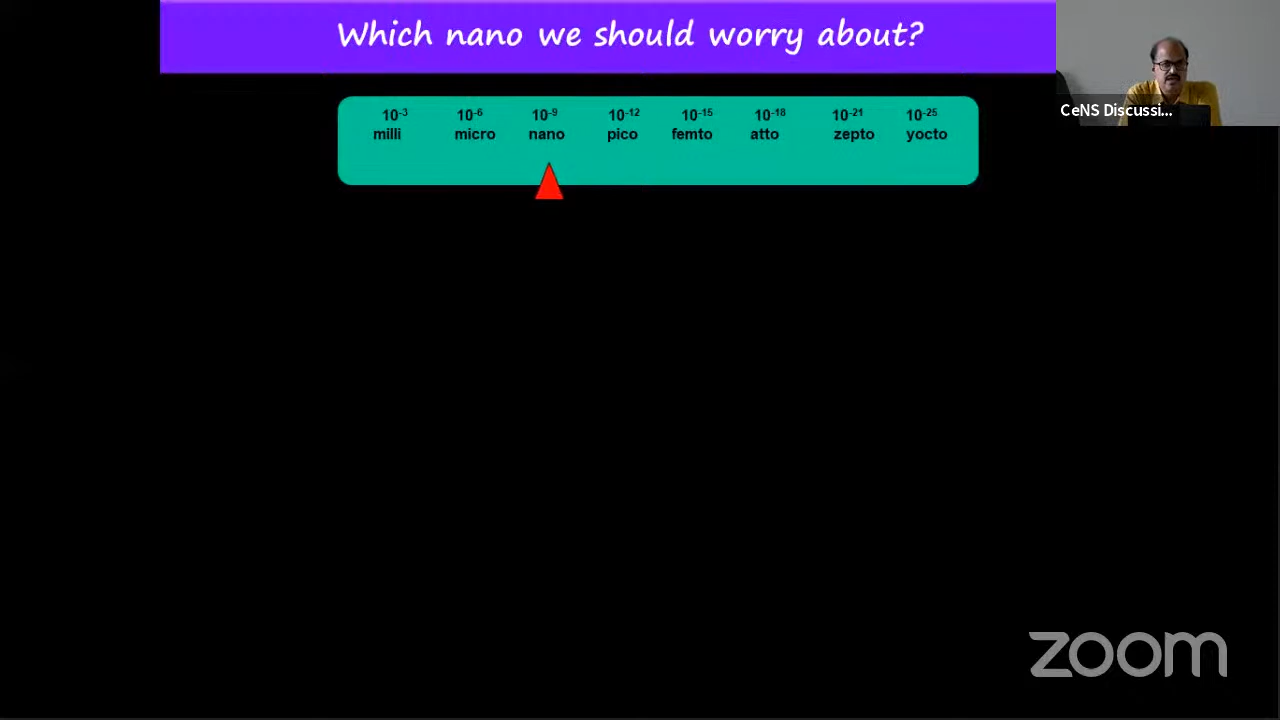 Which nano we should worry about?
10-3 10-6 10-9 10-12 10-15 10-18 10-21 10-25
milli micro nano pico femto atto zepto yocto
CeNS Discussi...
zoom